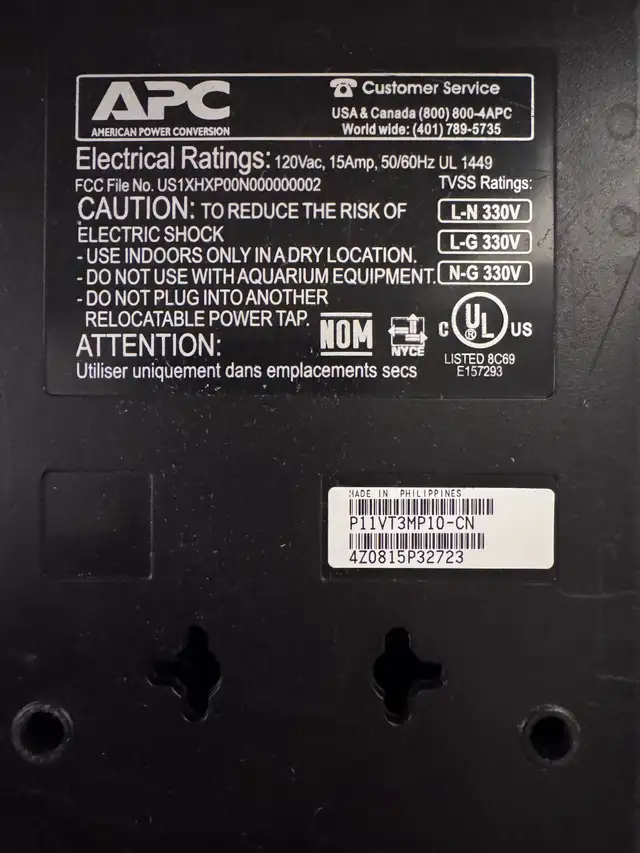 APC
AMERICAN POWER CONVERSION
Customer Service
USA & Canada (800) 800-4APC
World wide: (401) 789-5735
Electrical Ratings: 120Vac, 15Amp, 50/60Hz UL 1449
FCC File No. US1XHXP00N000000002
TVSS Ratings:
L-N 330V
L-G 330V
N-G 330V
CAUTION: TO REDUCE THE RISK OF
ELECTRIC SHOCK
- USE INDOORS ONLY IN A DRY LOCATION.
- DO NOT USE WITH AQUARIUM EQUIPMENT.
- DO NOT PLUG INTO ANOTHER
RELOCATABLE POWER TAP.
NOM
NYCE
C UL US
®
LISTED 8C69
E157293
ATTENTION:
Utiliser uniquement dans emplacements secs
MADE IN PHILIPPINES
P11VT3MP10-CN
4Z0815P32723